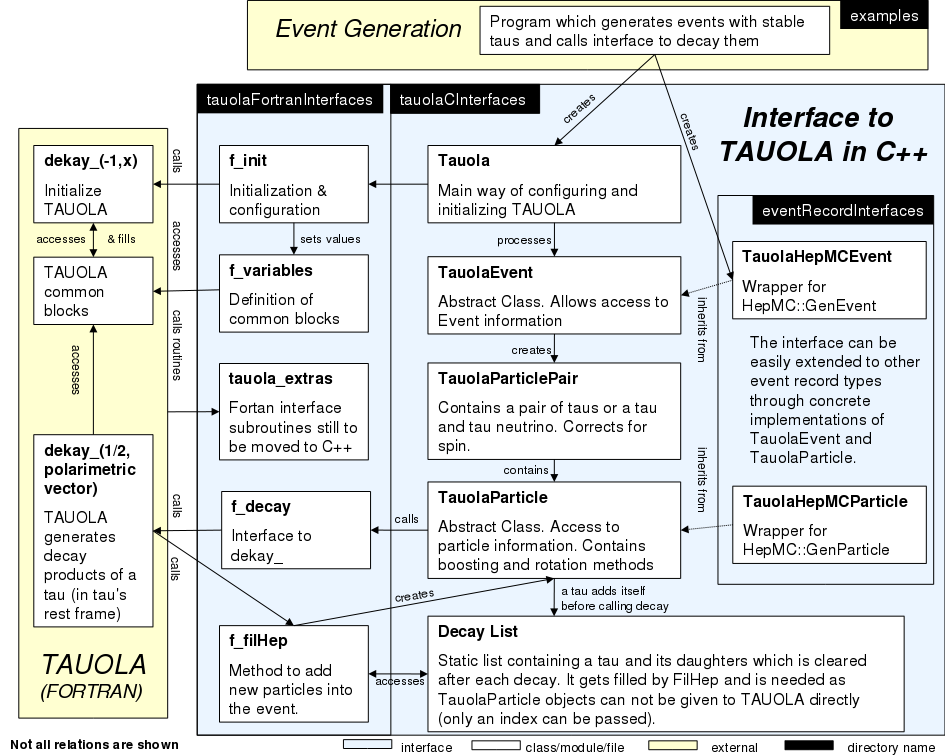 Event Generation
Program which generates events with stable
taus and calls interface to decay them
examples
tauolaFortranInterfaces
tauolaCInterfaces
creates
creates
Interface to
TAUOLA in C++
dekay_(-1,x)
Initialize
TAUOLA
calls
f_init
Initialization &
configuration
Tauola
Main way of configuring and
initializing TAUOLA
eventRecordInterfaces
accesses
& fills
accesses
sets values
processes
TAUOLA
common
blocks
f_variables
Definition of
common blocks
TauolaEvent
Abstract Class. Allows access to
Event information
TauolaHepMCEvent
Wrapper for
HepMC::GenEvent
inherits from
creates
accesses
calls routines
tauola_extras
Fortan interface
subroutines still to
be moved to C++
TauolaParticlePair
Contains a pair of taus or a tau
and tau neutrino. Corrects for
spin.
The interface can be
easily extended to other
event record types
through concrete
implementations of
TauolaEvent and
TauolaParticle.
contains
inherits from
dekay_(1/2,
polarimetric
vector)
TAUOLA
generates
decay
products of a
tau (in tau's
rest frame)
calls
f_decay
Interface to
dekay_
calls
TauolaParticle
Abstract Class. Access to
particle information. Contains
boosting and rotation methods
TauolaHepMCParticle
Wrapper for
HepMC::GenParticle
calls
creates
a tau adds itself
before calling decay
TAUOLA
(FORTRAN)
f_filHep
Method to add
new particles into
the event.
accesses
Decay List
Static list containing a tau and its daughters which is cleared
after each decay. It gets filled by FilHep and is needed as
TauolaParticle objects can not be given to TAUOLA directly
(only an index can be passed).
Not all relations are shown
interface
class/module/file
external
directory name